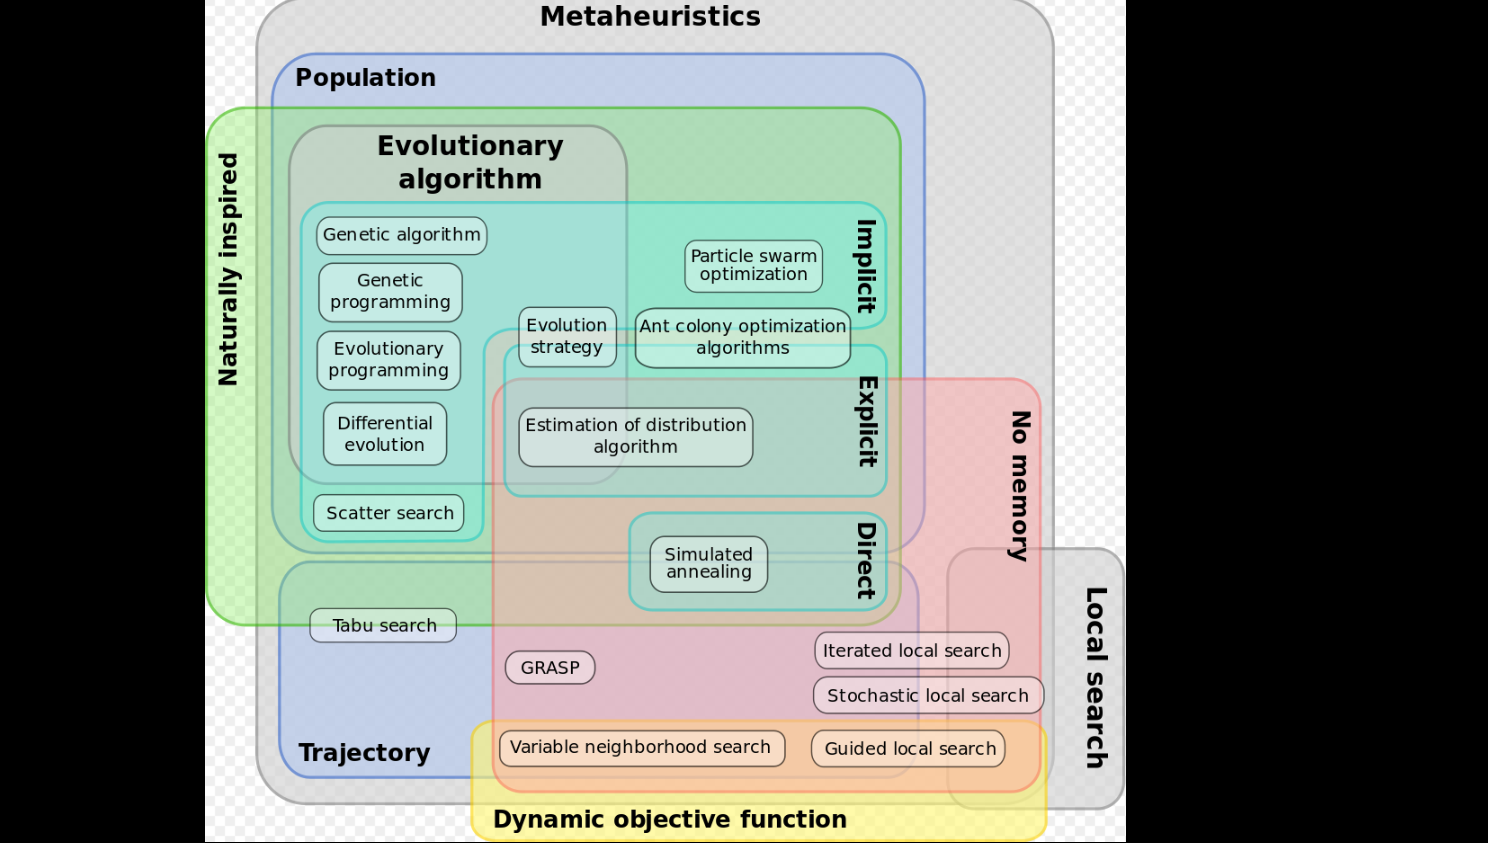 Metaheuristics
Population
Naturally inspired
Evolutionary
algorithm
Implicit
Genetic algorithm
Particle swarm
optimization
Genetic
programming
Evolution
strategy
Ant colony optimization
algorithms
Evolutionary
programming
Explicit
Differential
evolution
Estimation of distribution
algorithm
No memory
Scatter search
Direct
Simulated
annealing
Local search
Tabu search
Iterated local search
GRASP
Stochastic local search
Trajectory
Variable neighborhood search
Guided local search
Dynamic objective function